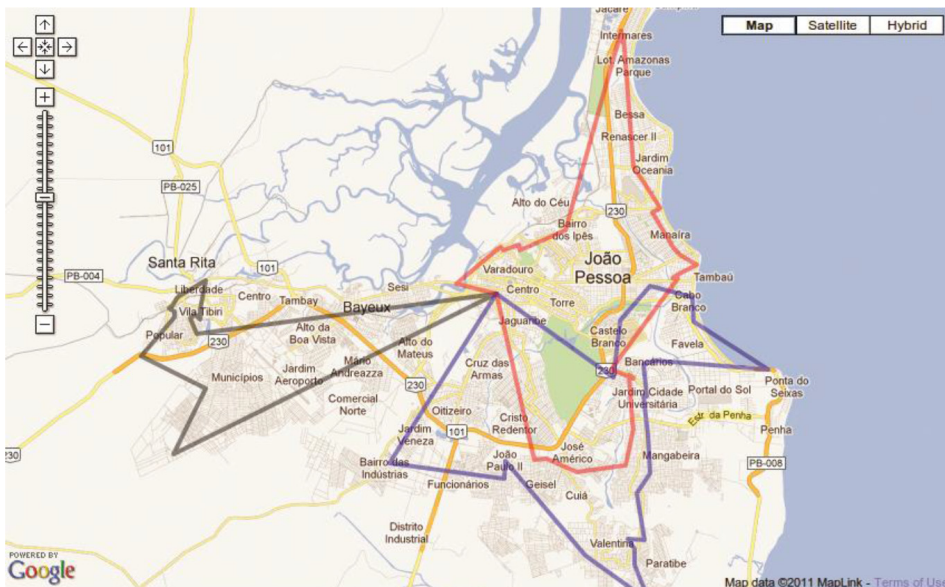 Jacaré
Intermares
Map Satellite Hybrid
Lot. Amazonas
Parque
Bessa
Renascer II
Jardim
Oceania
101
PB-025
Alto do Céu
230
Bairro
dos Ipês
Manaíra
João
Pessoa
Santa Rita
Varadouro
PB-004
101
Tambaú
Liberdade
Centro
Tambay
Sesi
Centro
Cabo
Branco
Vila Tibiri
Bayeux
Torre
Jaguaribe
Popular
230
Alto da
Boa Vista
Alto do
Mateus
Castelo
Branco
Favela
Municípios
Jardim
Aeroporto
Mário
Andreazza
Cruz das
Armas
230
Bancários
Ponta do
Seixas
Comercial
Norte
230
Jardim Cidade
Universitária
Portal do Sol
Oitizeiro
Cristo
Redentor
Estr. da Penha
Penha
Jardim
Veneza
101
José
Américo
230
Bairro das
Indústrias
João
Paulo II
Mangabeira
PB-008
Funcionários
Geisel
Cuiá
Distrito
Industrial
Valentina
Paratibe
POWERED BY
Google
Map data ©2011 MapLink - Terms of Use